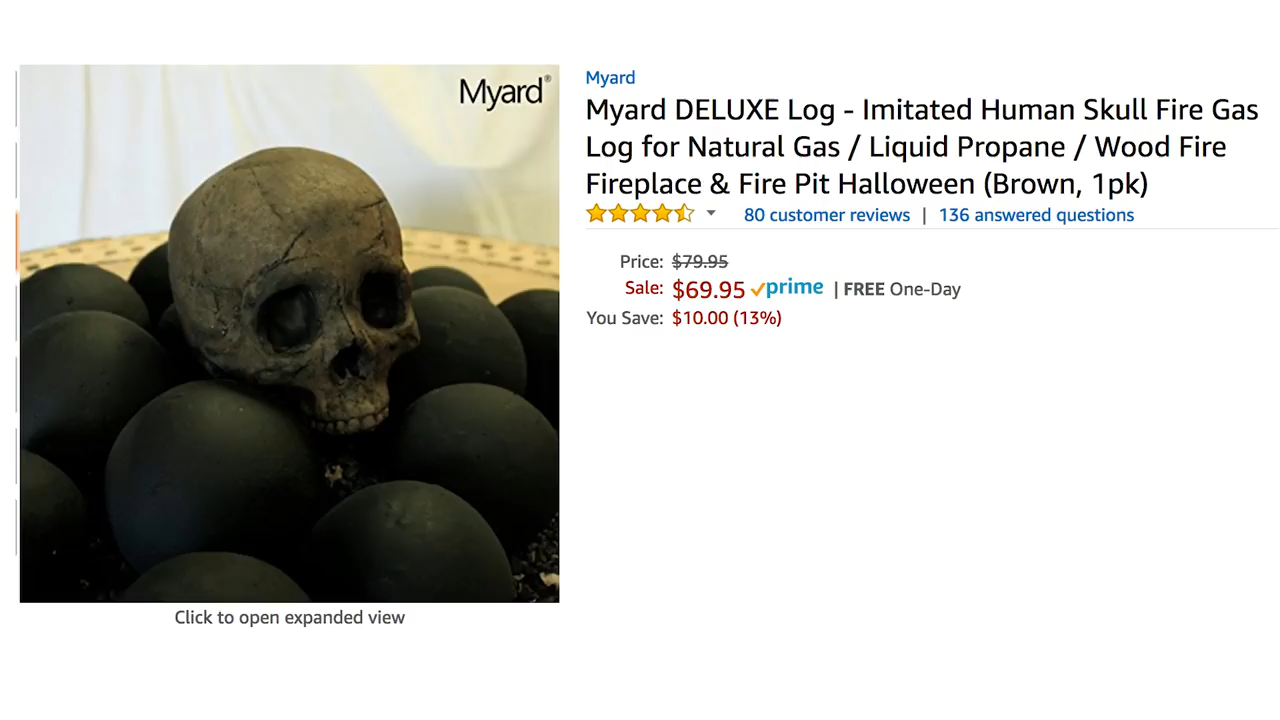 Myard®
Click to open expanded view
Myard
Myard DELUXE Log - Imitated Human Skull Fire Gas
Log for Natural Gas / Liquid Propane / Wood Fire
Fireplace & Fire Pit Halloween (Brown, 1pk)
80 customer reviews | 136 answered questions
Price: $79.95
Sale: $69.95 prime | FREE One-Day
You Save: $10.00 (13%)